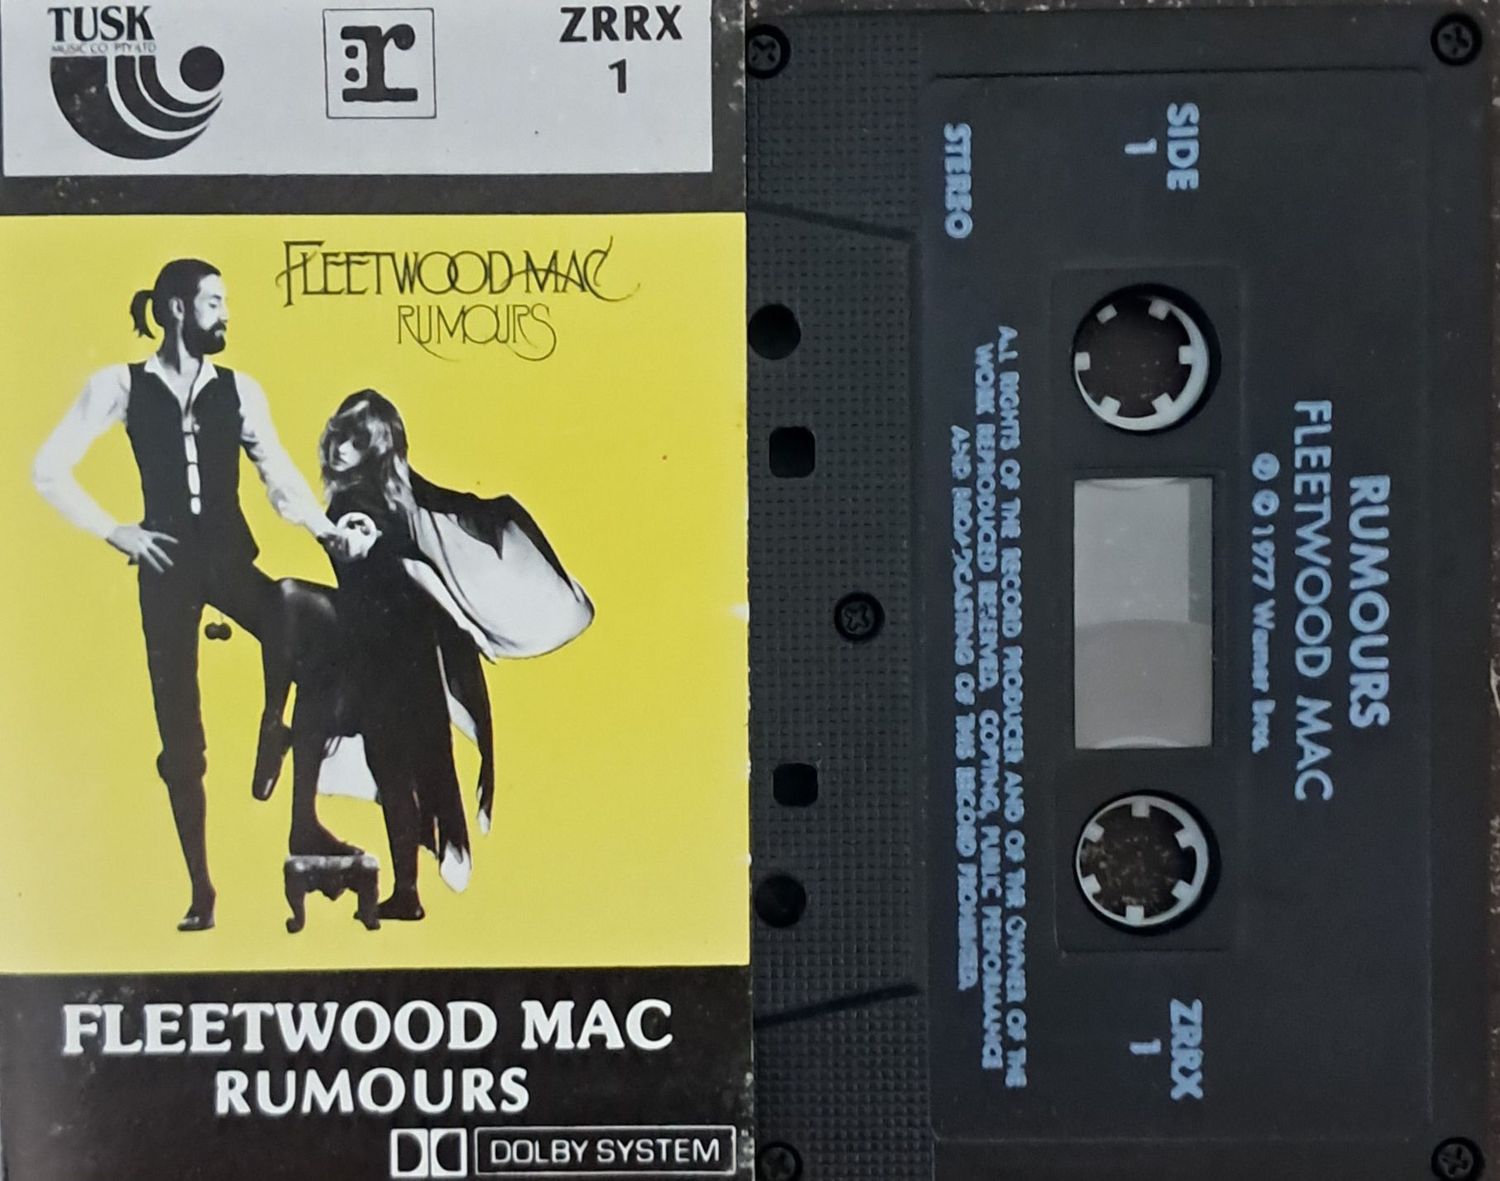 TUSK
MUSIC CO PTY LTD
r
ZRRX
1
FLEETWOOD MAC
RUMOURS
FLEETWOOD MAC
RUMOURS
DOLBY SYSTEM
RUMOURS
FLEETWOOD MAC
℗ © 1977 Warner Bros.
SIDE
1
ZRRX
1
STEREO
ALL RIGHTS OF THE RECORD PRODUCER AND OF THE OWNER OF THE
WORK REPRODUCED RESERVED. COPYING, PUBLIC PERFORMANCE
AND BROADCASTING OF THIS RECORD PROHIBITED.